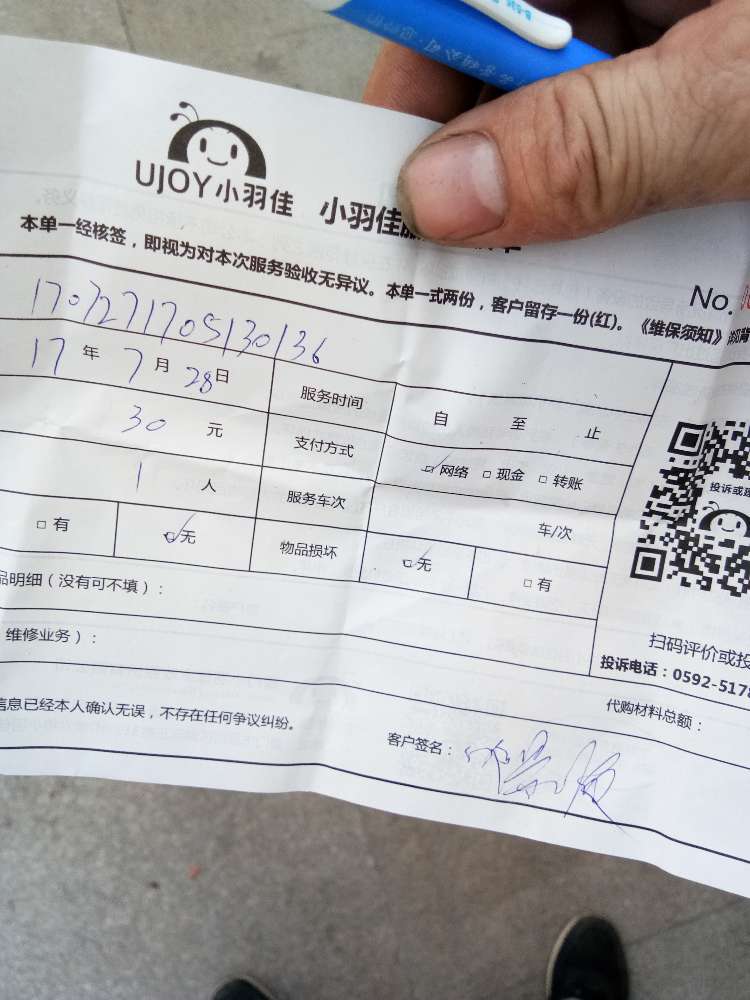 UJOY小羽佳 小羽佳
本单一经核签，即视为对本次服务验收无异议。本单一式两份，客户留存一份(红)。《维保须知》
No.
1707271705130136
17 年 7 月 28 日 服务时间 自 至 止
30 元 支付方式 网络 现金 转账
1 人 服务车次 车/次
有 无 物品损坏 无 有
投诉或
品明细（没有可不填）：
维修业务）：
扫码评价或投
投诉电话：0592-5178
信息已经本人确认无误，不存在任何争议纠纷。
代购材料总额：
客户签名：